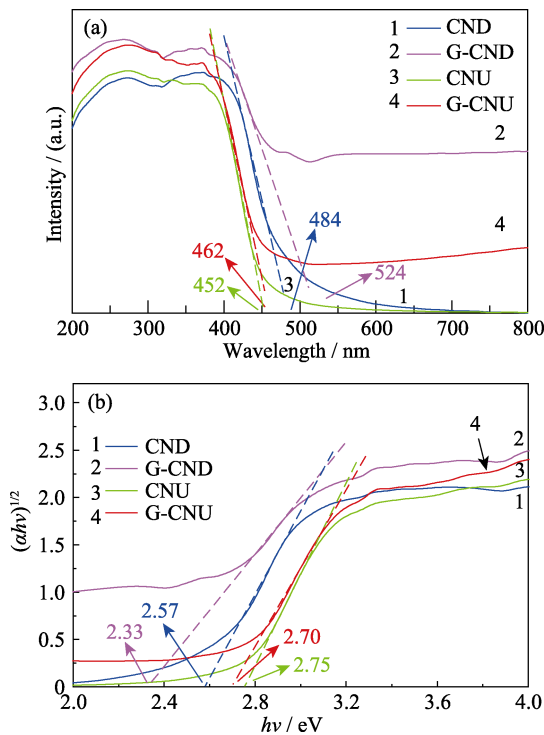 (a)
1 CND
2 G-CND
3 CNU
4 G-CNU
2
4
484
462
3
524
452
1
Intensity / (a.u.)
200 300 400 500 600 700 800
Wavelength / nm
(b)
3.0
2.5
2.0
1.5
1.0
0.5
0
1 CND
2 G-CND
3 CNU
4 G-CNU
4
2
3
1
(αhν)1/2
2.57
2.33
2.70
2.75
2.0 2.4 2.8 3.2 3.6 4.0
hν / eV